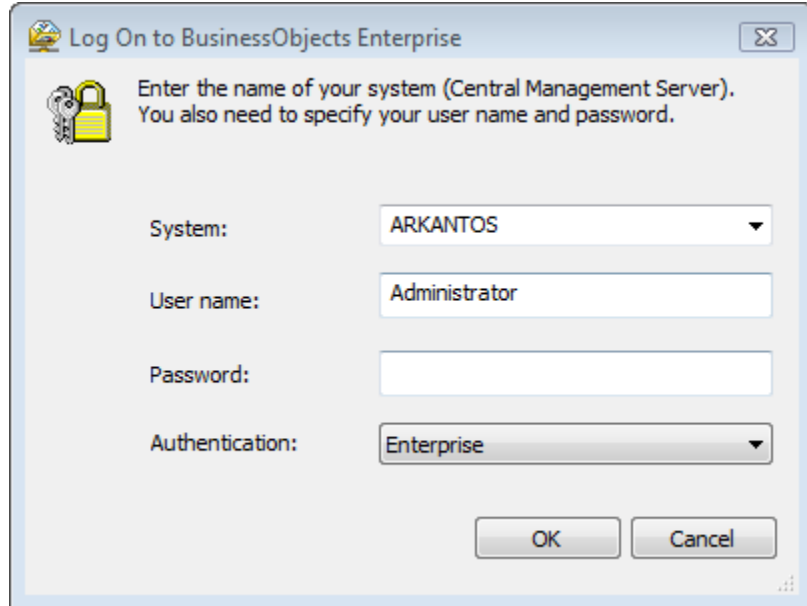 Log On to BusinessObjects Enterprise
Enter the name of your system (Central Management Server).
You also need to specify your user name and password.
System: ARKANTOS
User name: Administrator
Password:
Authentication: Enterprise
OK Cancel